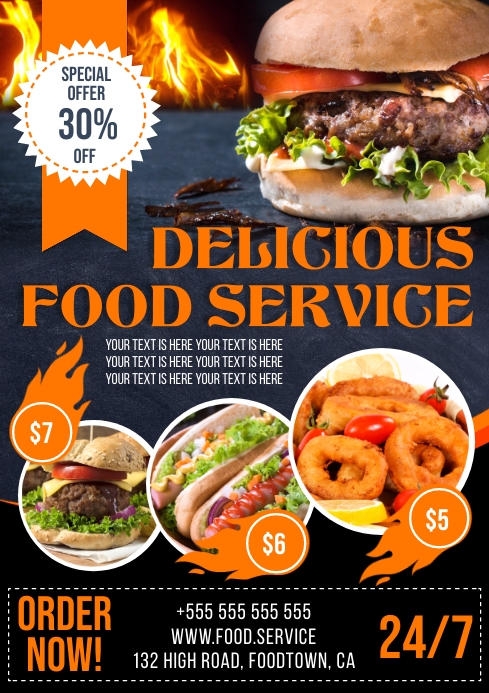 SPECIAL
OFFER
30%
OFF
DELICIOUS
FOOD SERVICE
YOUR TEXT IS HERE YOUR TEXT IS HERE
YOUR TEXT IS HERE YOUR TEXT IS HERE
YOUR TEXT IS HERE YOUR TEXT IS HERE
$7
$6
$5
ORDER
NOW!
+555 555 555 555
WWW.FOOD.SERVICE
132 HIGH ROAD, FOODTOWN, CA
24/7